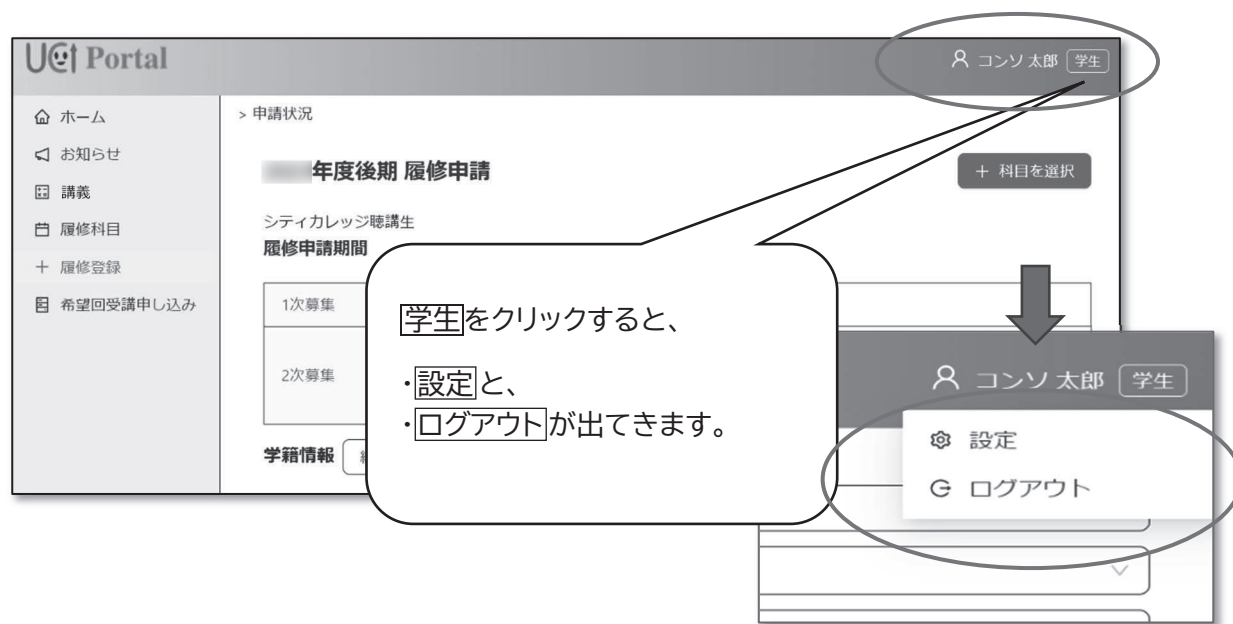 UCi Portal
コンソ 太郎 学生
ホーム
お知らせ
講義
履修科目
履修登録
希望回受講申し込み
> 申請状況
年度後期 履修申請
+ 科目を選択
シティカレッジ聴講生
履修申請期間
1次募集
2次募集
学籍情報
学生をクリックすると、
・設定と、
・ログアウトが出てきます。
コンソ 太郎 学生
設定
ログアウト